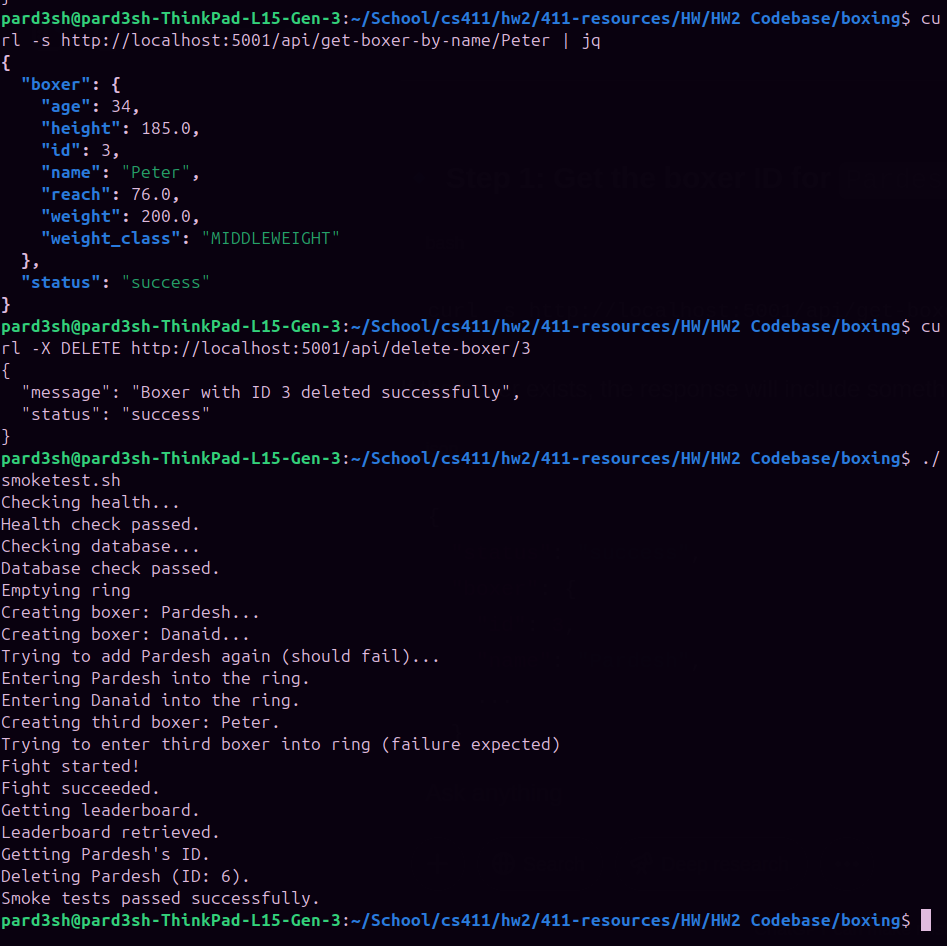 pard3sh@pard3sh-ThinkPad-L15-Gen-3:~/School/cs411/hw2/411-resources/HW/HW2 Codebase/boxing$ cu
rl -s http://localhost:5001/api/get-boxer-by-name/Peter | jq
{
  "boxer": {
    "age": 34,
    "height": 185.0,
    "id": 3,
    "name": "Peter",
    "reach": 76.0,
    "weight": 200.0,
    "weight_class": "MIDDLEWEIGHT"
  },
  "status": "success"
}
pard3sh@pard3sh-ThinkPad-L15-Gen-3:~/School/cs411/hw2/411-resources/HW/HW2 Codebase/boxing$ cu
rl -X DELETE http://localhost:5001/api/delete-boxer/3
{
  "message": "Boxer with ID 3 deleted successfully",
  "status": "success"
}
pard3sh@pard3sh-ThinkPad-L15-Gen-3:~/School/cs411/hw2/411-resources/HW/HW2 Codebase/boxing$ ./
smoketest.sh
Checking health...
Health check passed.
Checking database...
Database check passed.
Emptying ring
Creating boxer: Pardesh...
Creating boxer: Danaid...
Trying to add Pardesh again (should fail)...
Entering Pardesh into the ring.
Entering Danaid into the ring.
Creating third boxer: Peter.
Trying to enter third boxer into ring (failure expected)
Fight started!
Fight succeeded.
Getting leaderboard.
Leaderboard retrieved.
Getting Pardesh's ID.
Deleting Pardesh (ID: 6).
Smoke tests passed successfully.
pard3sh@pard3sh-ThinkPad-L15-Gen-3:~/School/cs411/hw2/411-resources/HW/HW2 Codebase/boxing$